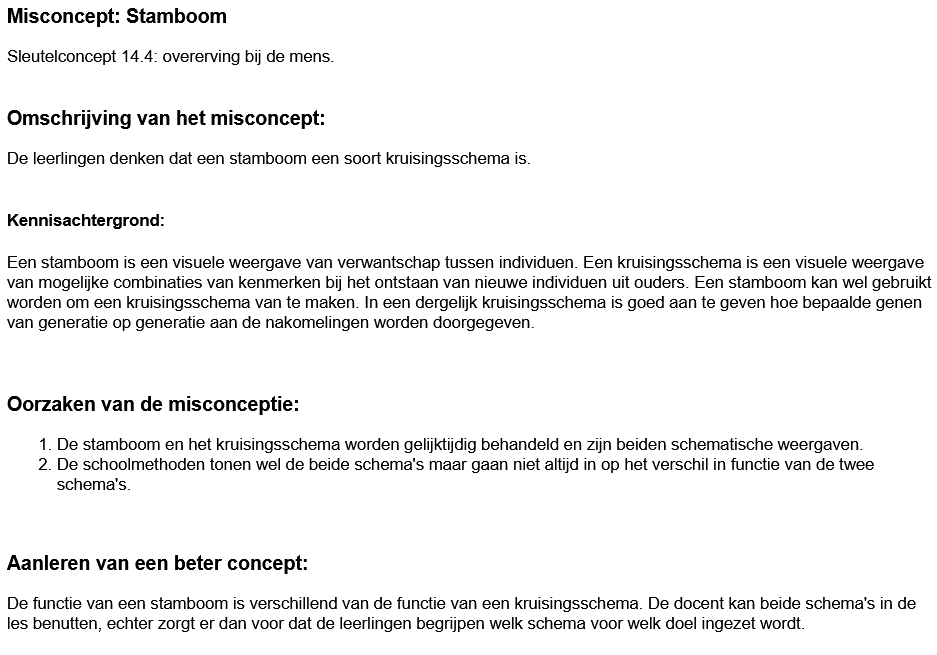 Misconcept: Stamboom
Sleutelconcept 14.4: overerving bij de mens.
Omschrijving van het misconcept:
De leerlingen denken dat een stamboom een soort kruisingsschema is.
Kennisachtergrond:
Een stamboom is een visuele weergave van verwantschap tussen individuen. Een kruisingsschema is een visuele weergave
van mogelijke combinaties van kenmerken bij het ontstaan van nieuwe individuen uit ouders. Een stamboom kan wel gebruikt
worden om een kruisingsschema van te maken. In een dergelijk kruisingsschema is goed aan te geven hoe bepaalde genen
van generatie op generatie aan de nakomelingen worden doorgegeven.
Oorzaken van de misconceptie:
1. De stamboom en het kruisingsschema worden gelijktijdig behandeld en zijn beiden schematische weergaven.
2. De schoolmethoden tonen wel de beide schema's maar gaan niet altijd in op het verschil in functie van de twee
schema's.
Aanleren van een beter concept:
De functie van een stamboom is verschillend van de functie van een kruisingsschema. De docent kan beide schema's in de
les benutten, echter zorgt er dan voor dat de leerlingen begrijpen welk schema voor welk doel ingezet wordt.